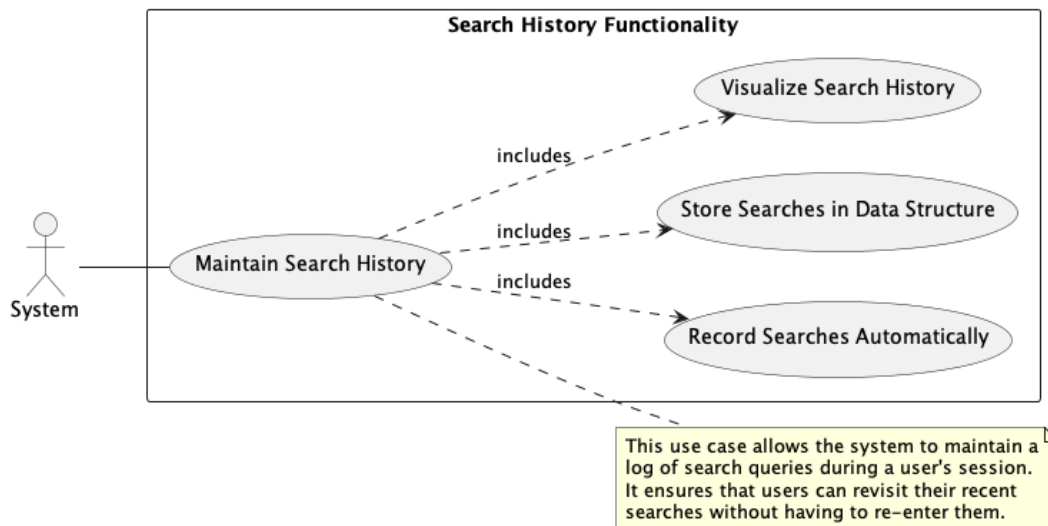 Search History Functionality
Visualize Search History
includes
Store Searches in Data Structure
includes
Maintain Search History
includes
System
Record Searches Automatically
This use case allows the system to maintain a
log of search queries during a user's session.
It ensures that users can revisit their recent
searches without having to re-enter them.